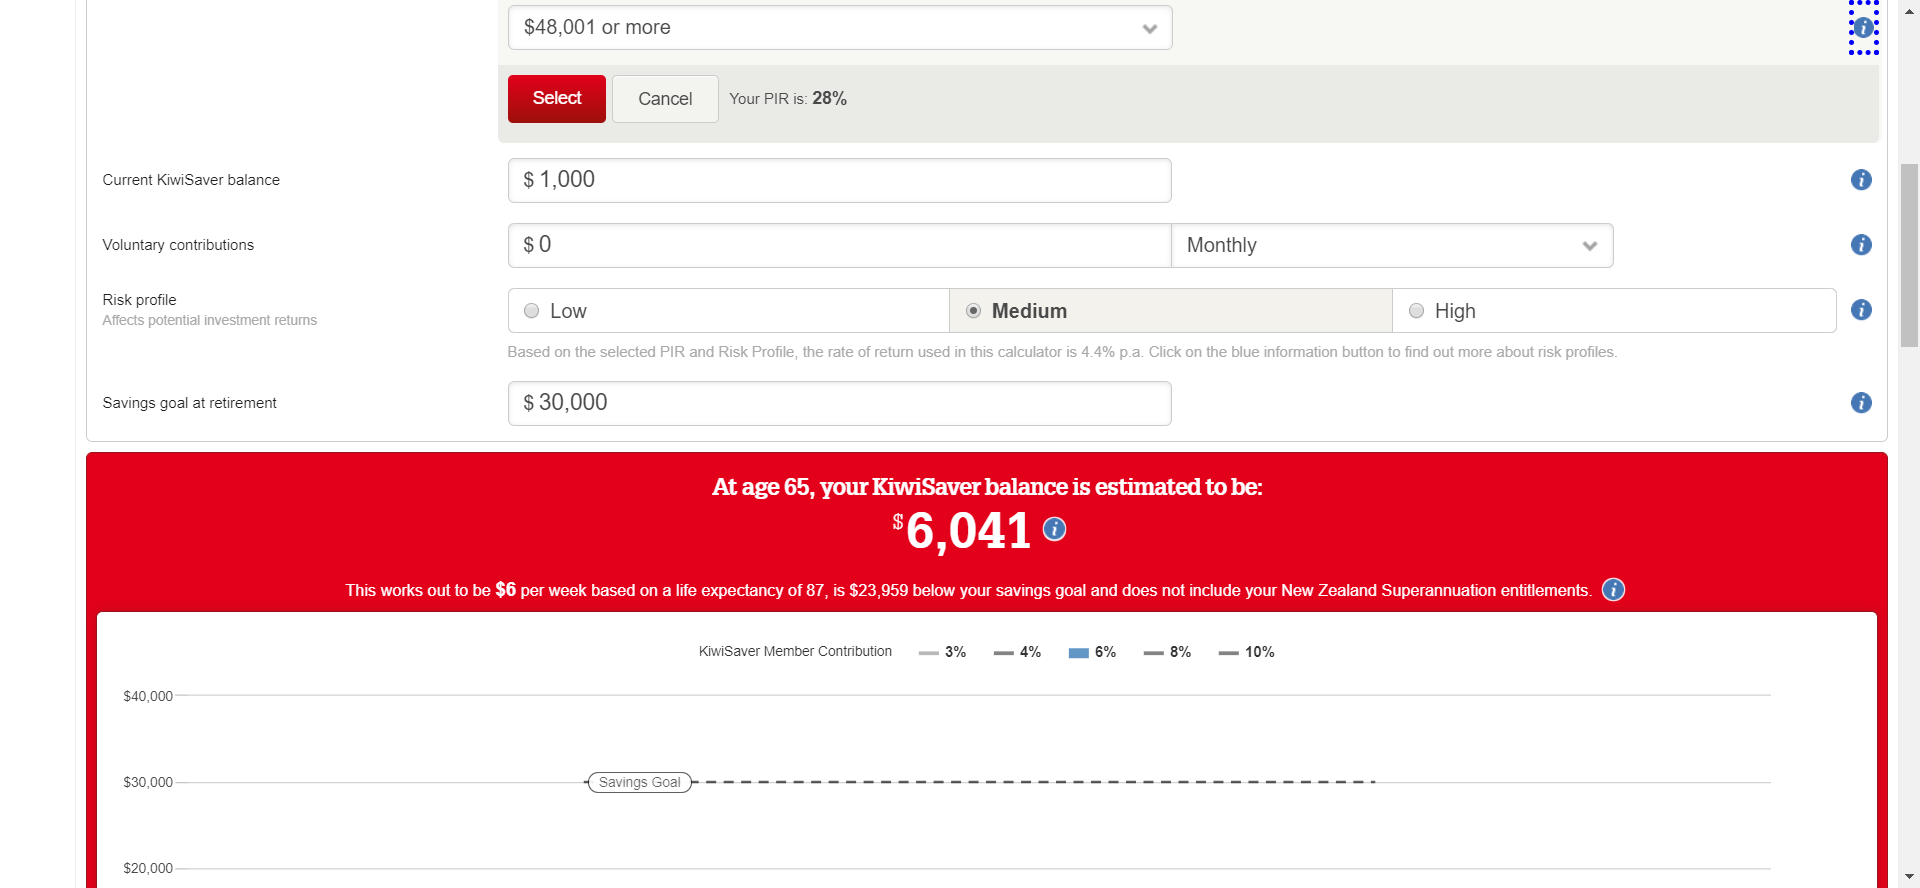 $48,001 or more
Select Cancel Your PIR is: 28%
Current KiwiSaver balance $ 1,000
Voluntary contributions $ 0 Monthly
Risk profile
Affects potential investment returns
Low Medium High
Based on the selected PIR and Risk Profile, the rate of return used in this calculator is 4.4% p.a. Click on the blue information button to find out more about risk profiles.
Savings goal at retirement $ 30,000
At age 65, your KiwiSaver balance is estimated to be:
$6,041
This works out to be $6 per week based on a life expectancy of 87, is $23,959 below your savings goal and does not include your New Zealand Superannuation entitlements.
KiwiSaver Member Contribution 3% 4% 6% 8% 10%
$40,000
$30,000 Savings Goal
$20,000